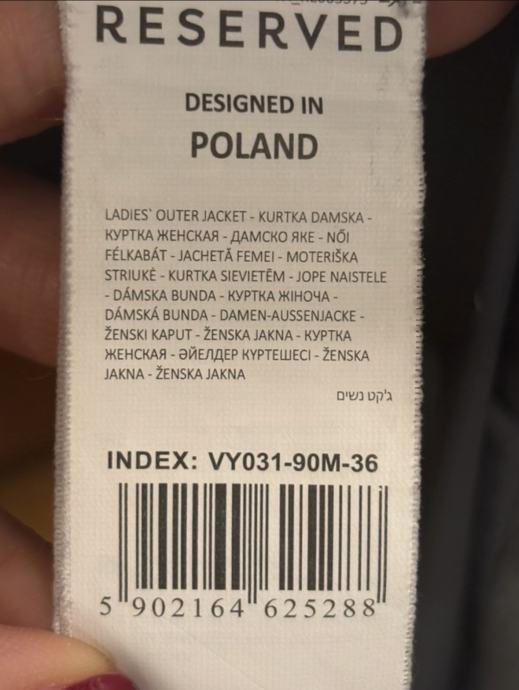 RESERVED
DESIGNED IN
POLAND
LADIES` OUTER JACKET - KURTKA DAMSKA -
КУРТКА ЖЕНСКАЯ - ДАМСКО ЯКЕ - NŐI
FÉLKABÁT - JACHETĂ FEMEI - MOTERIŠKA
STRIUKĖ - KURTKA SIEVIETĒM - JOPE NAISTELE
- DÁMSKA BUNDA - КУРТКА ЖІНОЧА -
DÁMSKÁ BUNDA - DAMEN-AUSSENJACKE -
ŽENSKI KAPUT - ŽENSKA JAKNA - КУРТКА
ЖЕНСКАЯ - ӘЙЕЛДЕР КҮРТЕШЕСІ - ŽENSKA
JAKNA - ŽENSKA JAKNA
ג'קט נשים
INDEX: VY031-90M-36
5 902164 625288